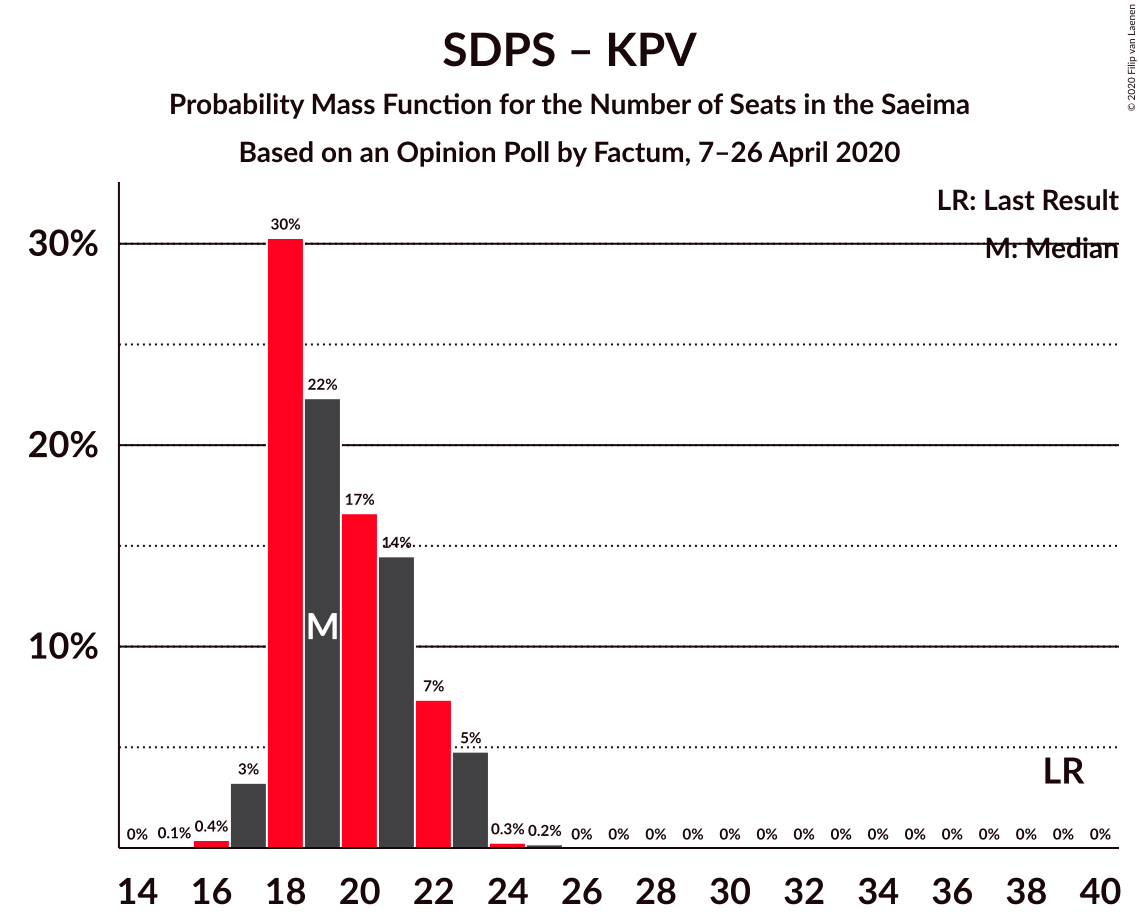 SDPS – KPV
Probability Mass Function for the Number of Seats in the Saeima
Based on an Opinion Poll by Factum, 7–26 April 2020
© 2020 Filip van Laenen
LR: Last Result
M: Median
30%
20%
10%
0% 0.1% 0.4% 3% 30% 22% 17% 14% 7% 5% 0.3% 0.2% 0% 0% 0% 0% 0% 0% 0% 0% 0% 0% 0% 0% 0% 0% 0%
M
LR
14 16 18 20 22 24 26 28 30 32 34 36 38 40